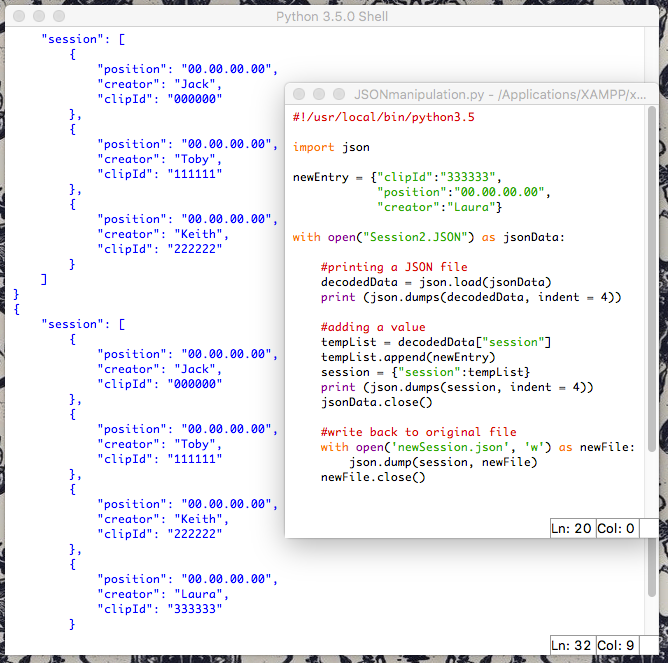 Python 3.5.0 Shell
    "session": [
        {
            "position": "00.00.00.00",
            "creator": "Jack",
            "clipId": "000000"
        },
        {
            "position": "00.00.00.00",
            "creator": "Toby",
            "clipId": "111111"
        },
        {
            "position": "00.00.00.00",
            "creator": "Keith",
            "clipId": "222222"
        }
    ]
}
{
    "session": [
        {
            "position": "00.00.00.00",
            "creator": "Jack",
            "clipId": "000000"
        },
        {
            "position": "00.00.00.00",
            "creator": "Toby",
            "clipId": "111111"
        },
        {
            "position": "00.00.00.00",
            "creator": "Keith",
            "clipId": "222222"
        },
        {
            "position": "00.00.00.00",
            "creator": "Laura",
            "clipId": "333333"
        }
Ln: 32 Col: 9
JSONmanipulation.py - /Applications/XAMPP/x...
#!/usr/local/bin/python3.5
import json
newEntry = {"clipId":"333333",
            "position":"00.00.00.00",
            "creator":"Laura"}
with open("Session2.JSON") as jsonData:
    #printing a JSON file
    decodedData = json.load(jsonData)
    print (json.dumps(decodedData, indent = 4))
    #adding a value
    tempList = decodedData["session"]
    tempList.append(newEntry)
    session = {"session":tempList}
    print (json.dumps(session, indent = 4))
    jsonData.close()
    #write back to original file
    with open('newSession.json', 'w') as newFile:
        json.dump(session, newFile)
    newFile.close()
Ln: 20 Col: 0